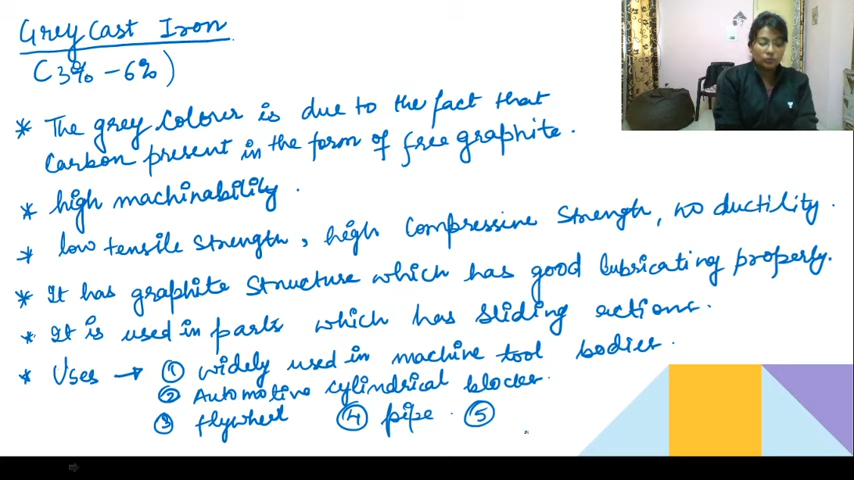 Grey Cast Iron
(3% - 6%)
* The grey colour is due to the fact that
carbon present in the form of free graphite.
* high machinability.
* low tensile strength, high compressive strength, no ductility.
* It has graphite structure which has good lubricating property.
* It is used in parts which has sliding actions.
* Uses → ① widely used in machine tool bodies.
② Automotive cylindrical blocks.
③ flywheel ④ pipe. ⑤